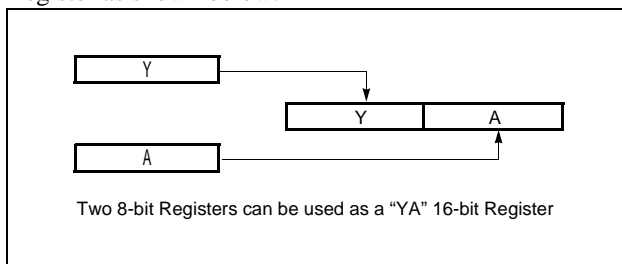 Y
Y A
A
Two 8-bit Registers can be used as a “YA” 16-bit Register